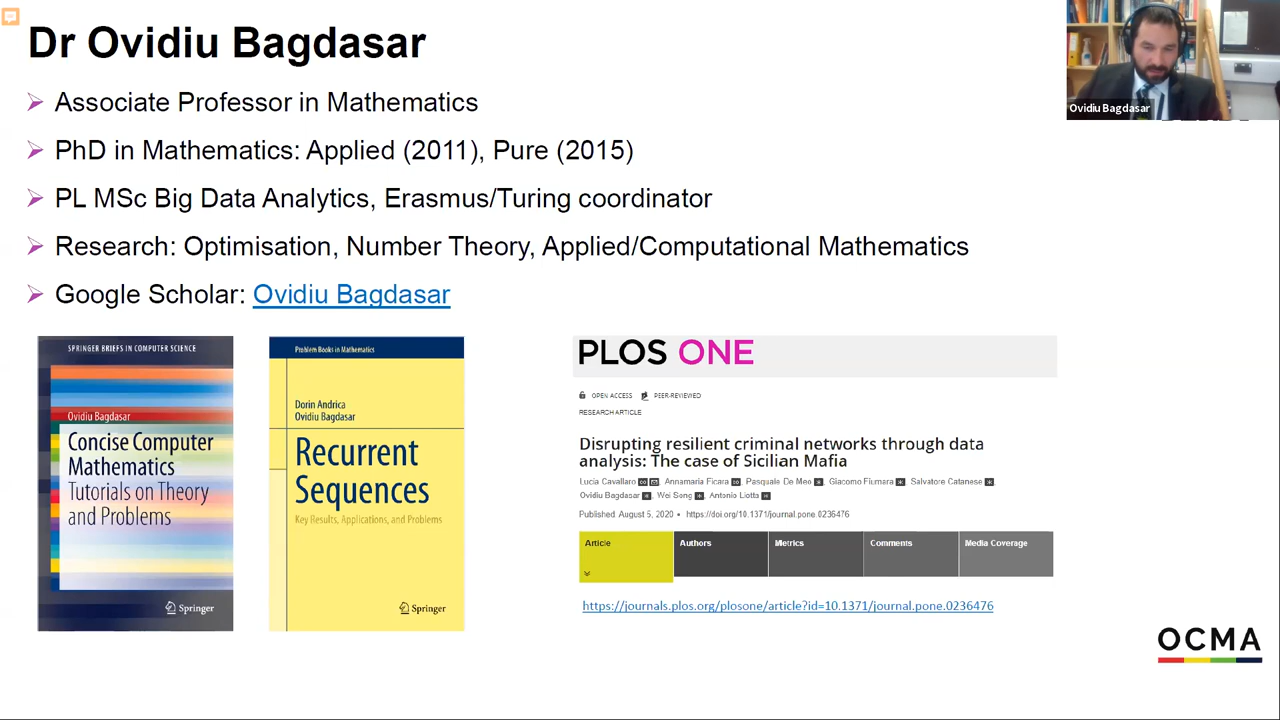 Dr Ovidiu Bagdasar
Associate Professor in Mathematics
PhD in Mathematics: Applied (2011), Pure (2015)
PL MSc Big Data Analytics, Erasmus/Turing coordinator
Research: Optimisation, Number Theory, Applied/Computational Mathematics
Google Scholar: Ovidiu Bagdasar
Ovidiu Bagdasar
SPRINGER BRIEFS IN COMPUTER SCIENCE
Ovidiu Bagdasar
Concise Computer
Mathematics
Tutorials on Theory
and Problems
Springer
Problem Books in Mathematics
Dorin Andrica
Ovidiu Bagdasar
Recurrent
Sequences
Key Results, Applications, and Problems
Springer
PLOS ONE
OPEN ACCESS PEER-REVIEWED
RESEARCH ARTICLE
Disrupting resilient criminal networks through data
analysis: The case of Sicilian Mafia
Lucia Cavallaro, Annamaria Ficara, Pasquale De Meo, Giacomo Fiumara, Salvatore Catanese,
Ovidiu Bagdasar, Wei Song, Antonio Liotta
Published: August 5, 2020 • https://doi.org/10.1371/journal.pone.0236476
Article Authors Metrics Comments Media Coverage
https://journals.plos.org/plosone/article?id=10.1371/journal.pone.0236476
OCMA